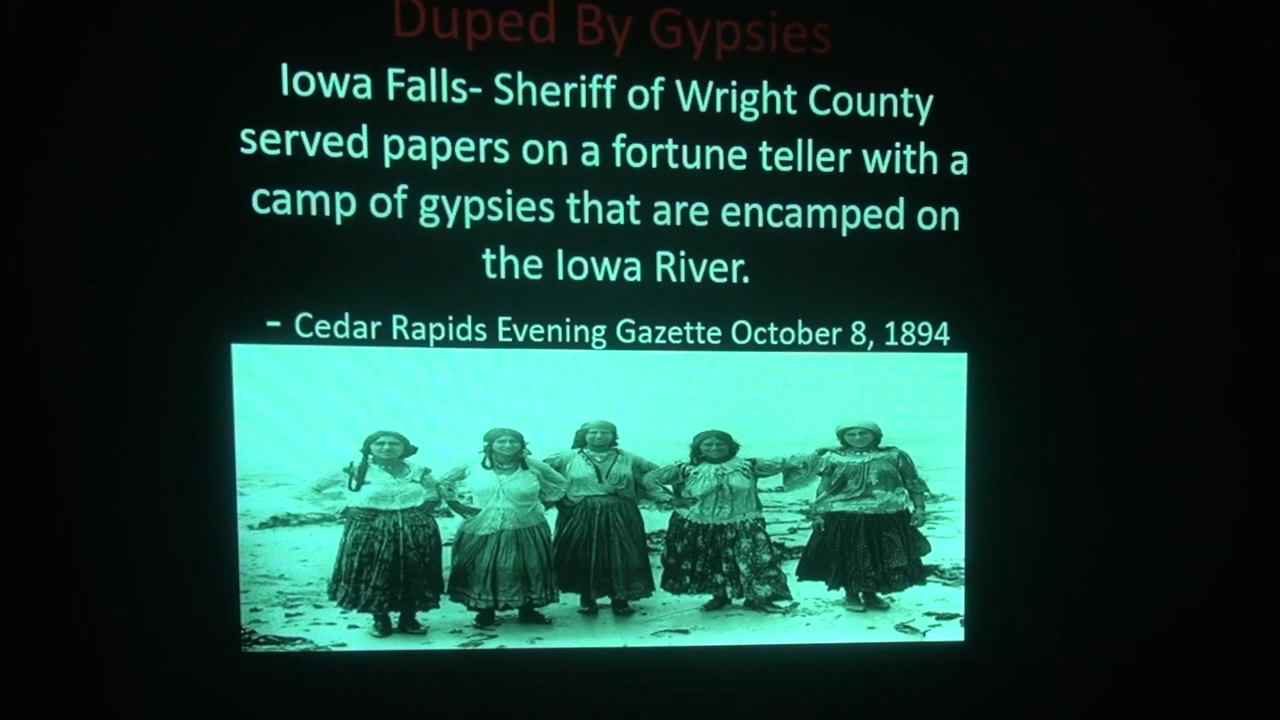 Duped By Gypsies
Iowa Falls- Sheriff of Wright County
served papers on a fortune teller with a
camp of gypsies that are encamped on
the Iowa River.
- Cedar Rapids Evening Gazette October 8, 1894